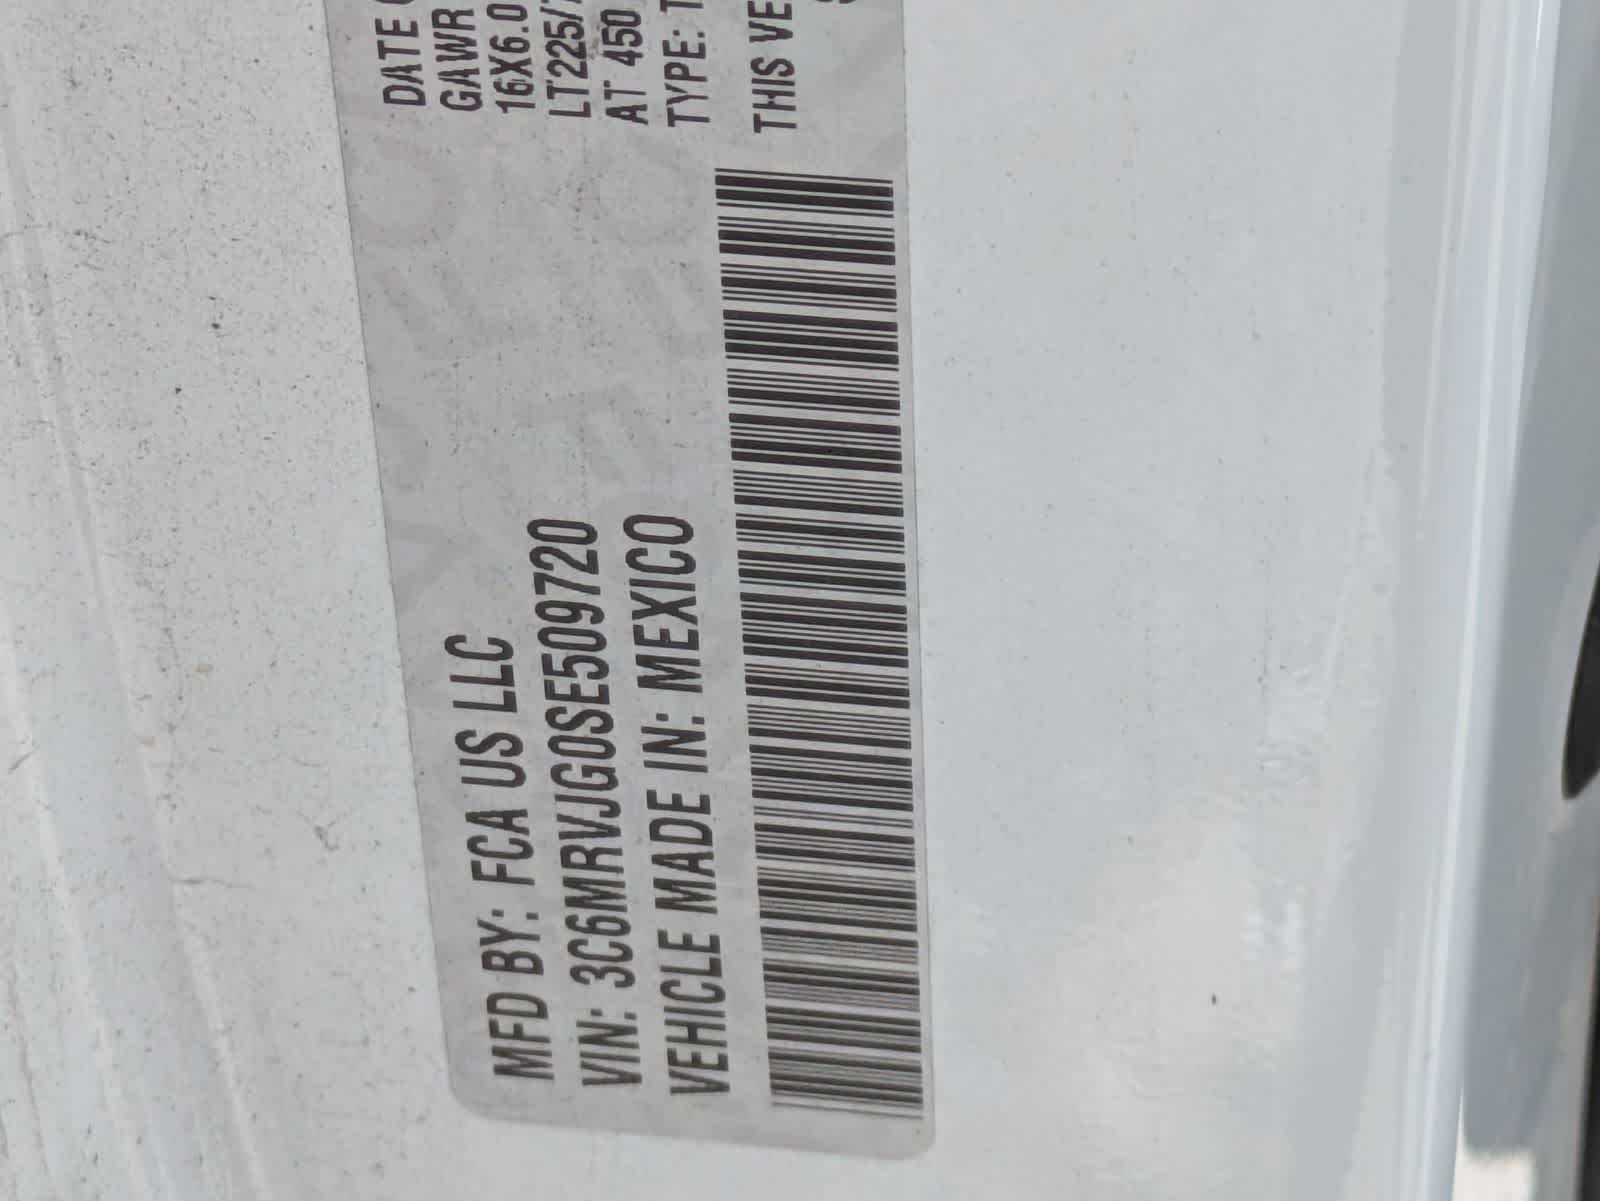 MFD BY: FCA US LLC
VIN: 3C6MRVJG0SE509720
VEHICLE MADE IN: MEXICO
DATE
GAWR
16X6.0
LT225/
AT 450
TYPE: T
THIS VE